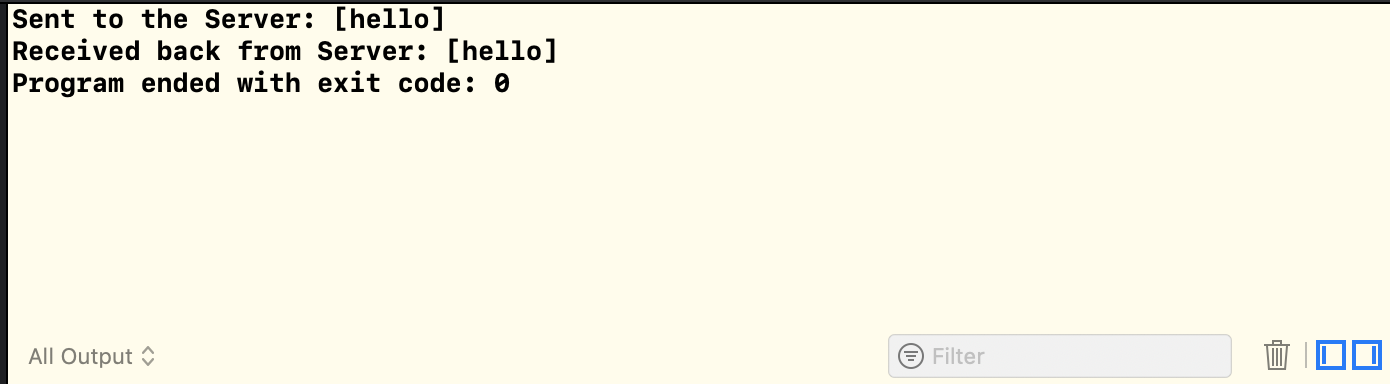 Sent to the Server: [hello]
Received back from Server: [hello]
Program ended with exit code: 0
All Output
Filter